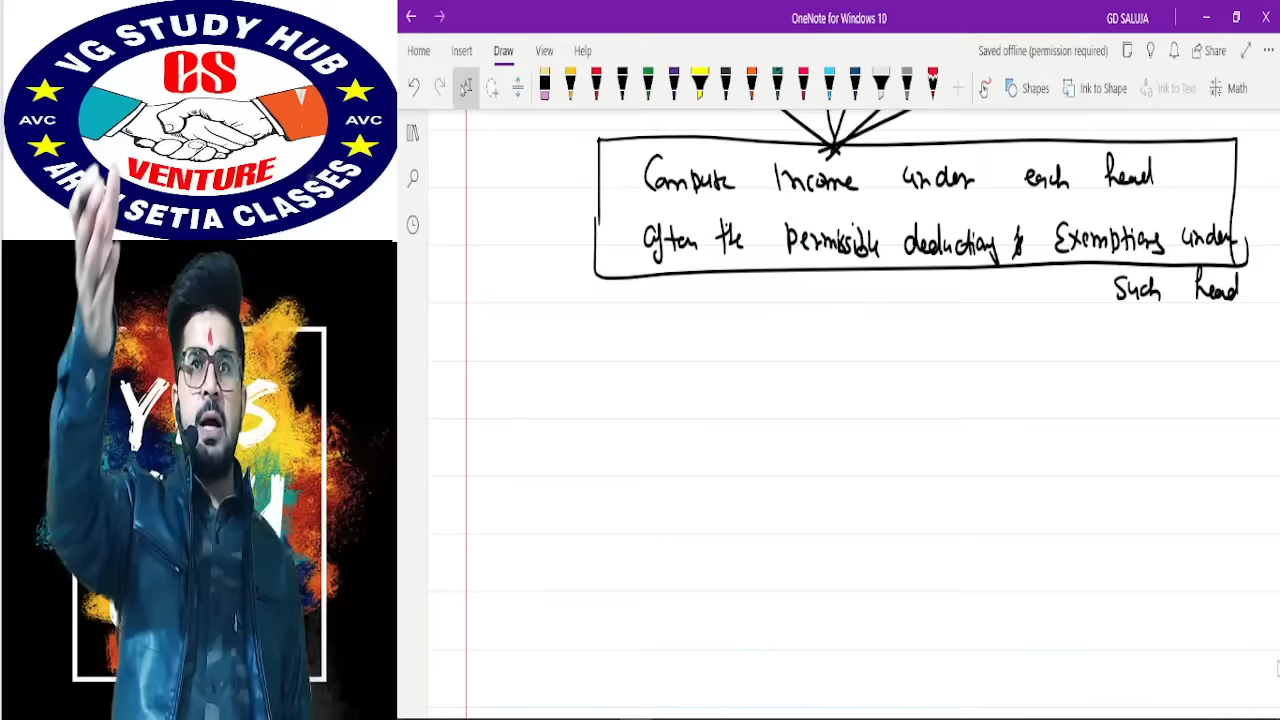 VG STUDY HUB
CS
AVC
AVC
VENTURE
SETIA CLASSES
OneNote for Windows 10
GD SALUJA
Home
Insert
Draw
View
Help
Saved offline (permission required)
Share
Shapes
Ink to Shape
Ink to Text
Math
Compute Income under each head
after the permissible deductions & Exemptions under
such head